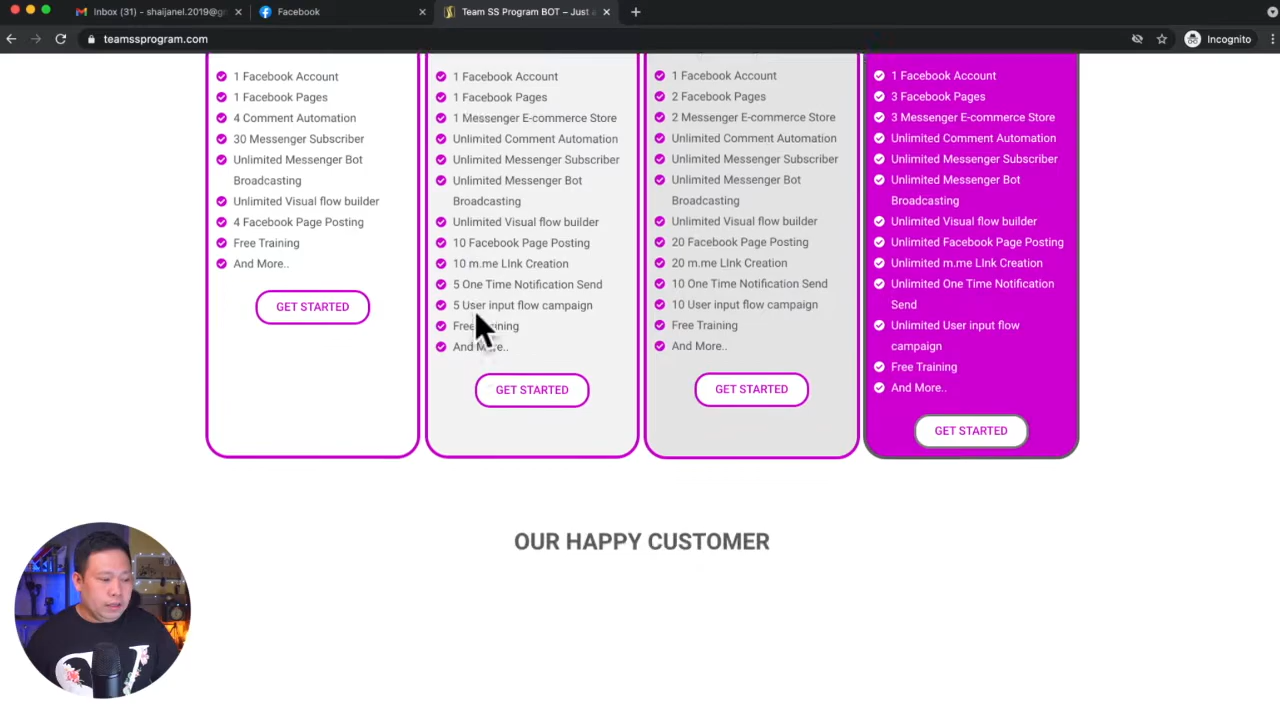 Inbox (31) - shaijanel.2019@g
Facebook
Team SS Program BOT – Just a
teamssprogram.com
Incognito
1 Facebook Account
1 Facebook Pages
4 Comment Automation
30 Messenger Subscriber
Unlimited Messenger Bot
Broadcasting
Unlimited Visual flow builder
4 Facebook Page Posting
Free Training
And More..
GET STARTED
1 Facebook Account
1 Facebook Pages
1 Messenger E-commerce Store
Unlimited Comment Automation
Unlimited Messenger Subscriber
Unlimited Messenger Bot
Broadcasting
Unlimited Visual flow builder
10 Facebook Page Posting
10 m.me LInk Creation
5 One Time Notification Send
5 User input flow campaign
Free Training
And More..
GET STARTED
1 Facebook Account
2 Facebook Pages
2 Messenger E-commerce Store
Unlimited Comment Automation
Unlimited Messenger Subscriber
Unlimited Messenger Bot
Broadcasting
Unlimited Visual flow builder
20 Facebook Page Posting
20 m.me LInk Creation
10 One Time Notification Send
10 User input flow campaign
Free Training
And More..
GET STARTED
1 Facebook Account
3 Facebook Pages
3 Messenger E-commerce Store
Unlimited Comment Automation
Unlimited Messenger Subscriber
Unlimited Messenger Bot
Broadcasting
Unlimited Visual flow builder
Unlimited Facebook Page Posting
Unlimited m.me LInk Creation
Unlimited One Time Notification
Send
Unlimited User input flow
campaign
Free Training
And More..
GET STARTED
OUR HAPPY CUSTOMER